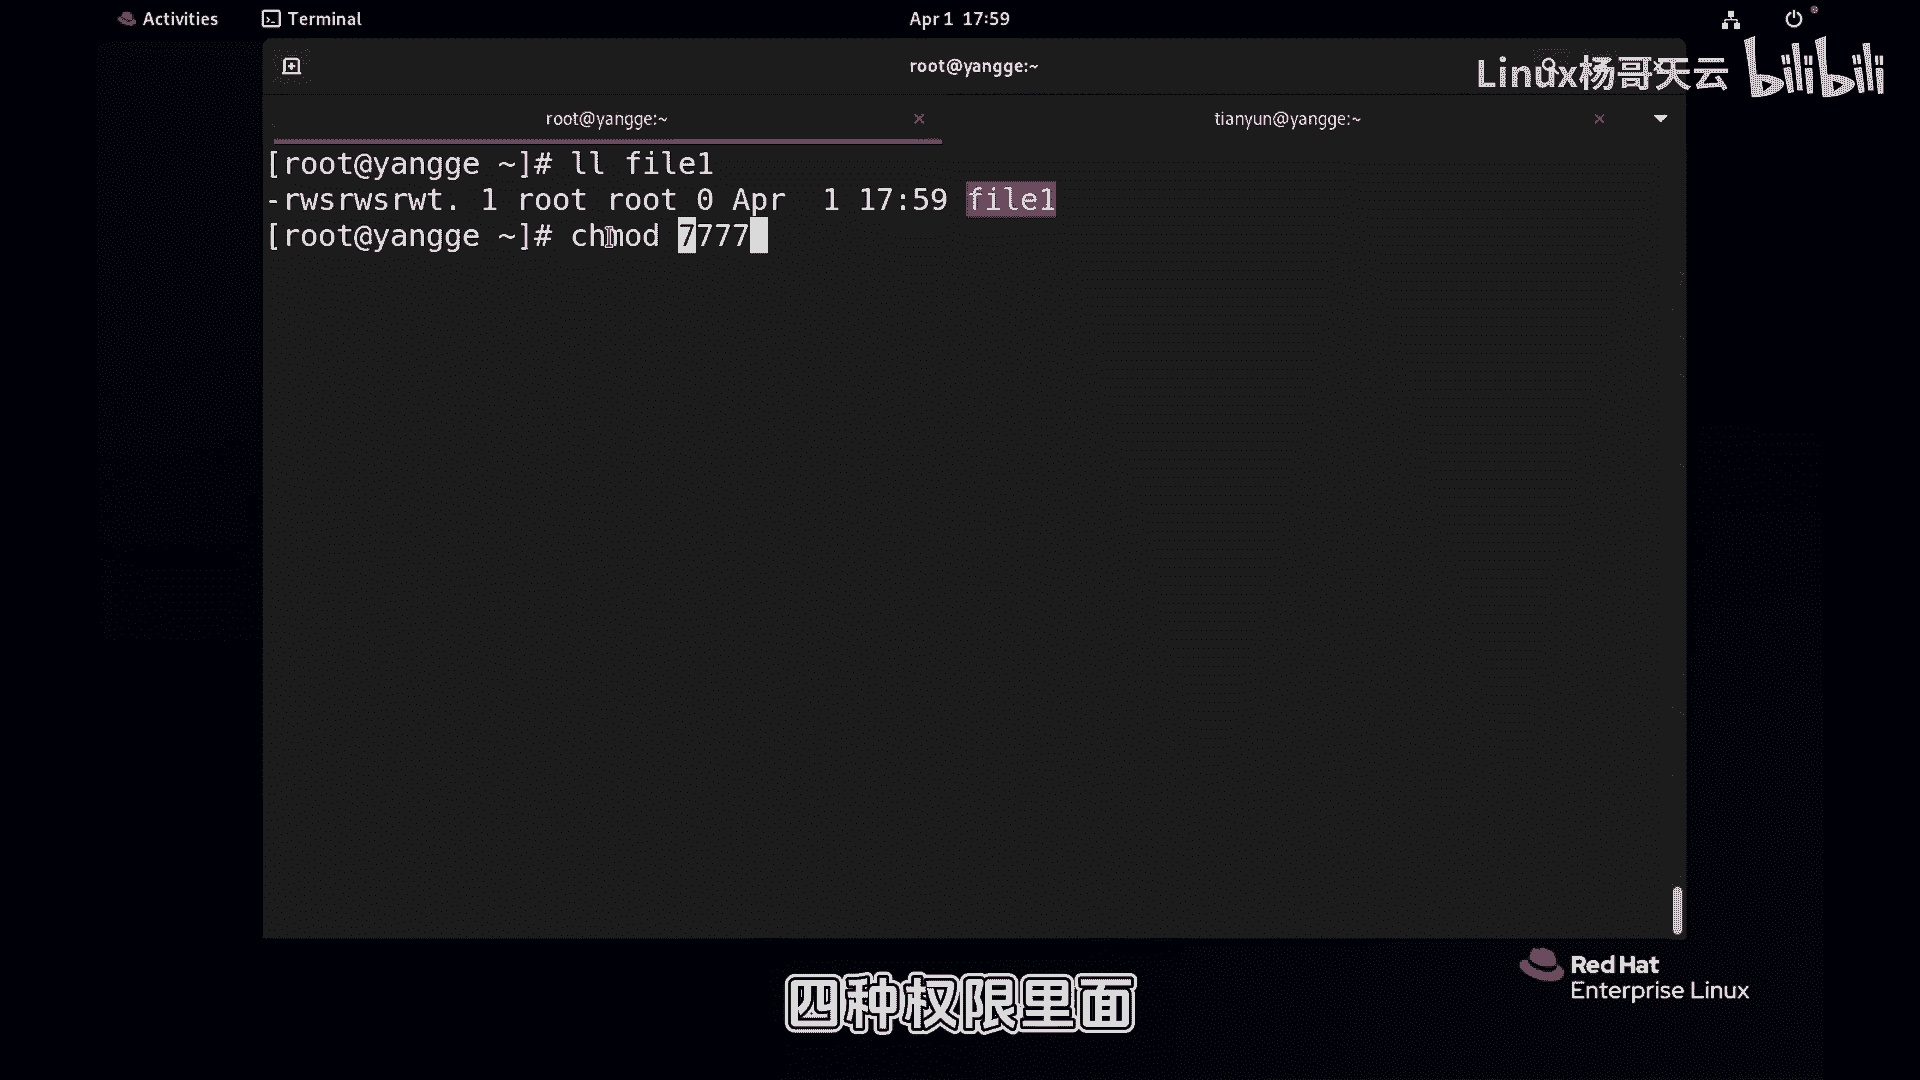 Activities
Terminal
Apr 1 17:59
root@yangge:~
Linux杨哥天云 bilibili
root@yangge:~
tianyun@yangge:~
[root@yangge ~]# ll file1
-rwsrwsrwt. 1 root root 0 Apr  1 17:59 file1
[root@yangge ~]# chmod 7777
Red Hat
Enterprise Linux
四种权限里面